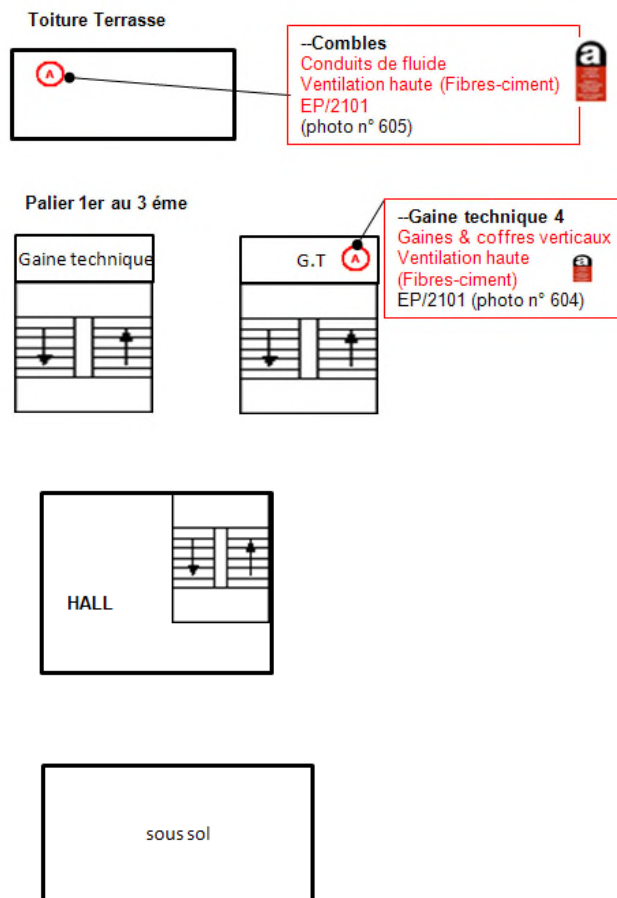 Toiture Terrasse
A
--Combles
Conduits de fluide
Ventilation haute (Fibres-ciment)
EP/2101
(photo n° 605)
a
Palier 1er au 3 éme
Gaine technique
G.T
A
--Gaine technique 4
Gaines & coffres verticaux
Ventilation haute
(Fibres-ciment)
EP/2101 (photo n° 604)
a
HALL
sous sol